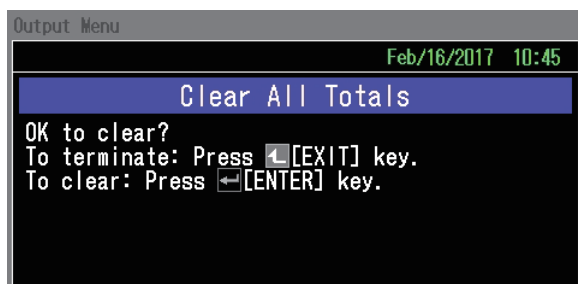 Output Menu
Feb/16/2017 10:45
Clear All Totals
OK to clear?
To terminate: Press [EXIT] key.
To clear: Press [ENTER] key.